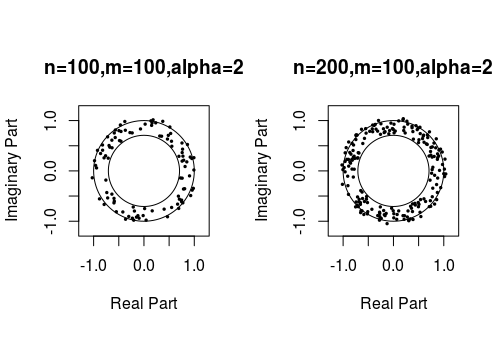 n=100,m=100,alpha=2
Imaginary Part
1.0
0.0
-1.0
-1.0 0.0 1.0
Real Part
n=200,m=100,alpha=2
Imaginary Part
1.0
0.0
-1.0
-1.0 0.0 1.0
Real Part